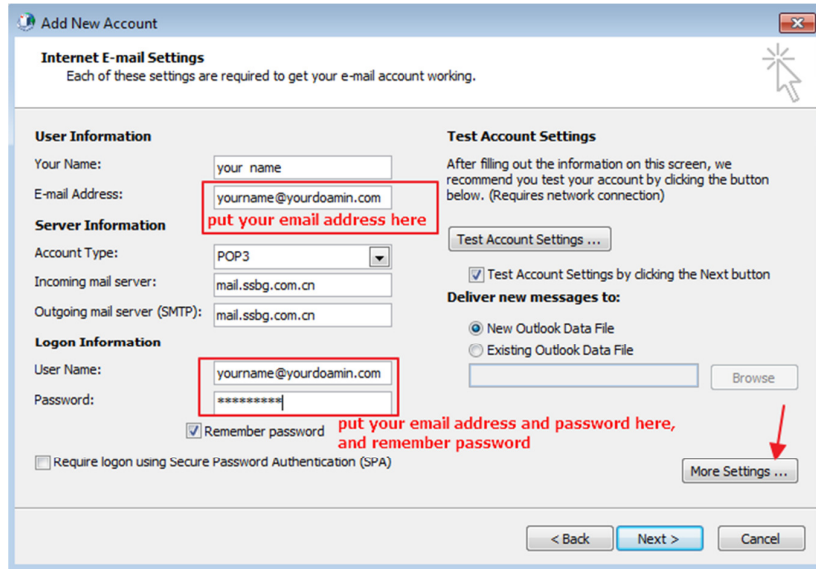 Add New Account
Internet E-mail Settings
Each of these settings are required to get your e-mail account working.
User Information
Your Name:
your name
E-mail Address:
yourname@yourdoamin.com
put your email address here
Server Information
Account Type:
POP3
Incoming mail server:
mail.ssbg.com.cn
Outgoing mail server (SMTP):
mail.ssbg.com.cn
Logon Information
User Name:
yourname@yourdoamin.com
Password:
*********
Remember password
put your email address and password here,
and remember password
Require logon using Secure Password Authentication (SPA)
Test Account Settings
After filling out the information on this screen, we
recommend you test your account by clicking the button
below. (Requires network connection)
Test Account Settings ...
Test Account Settings by clicking the Next button
Deliver new messages to:
New Outlook Data File
Existing Outlook Data File
Browse
More Settings ...
< Back
Next >
Cancel